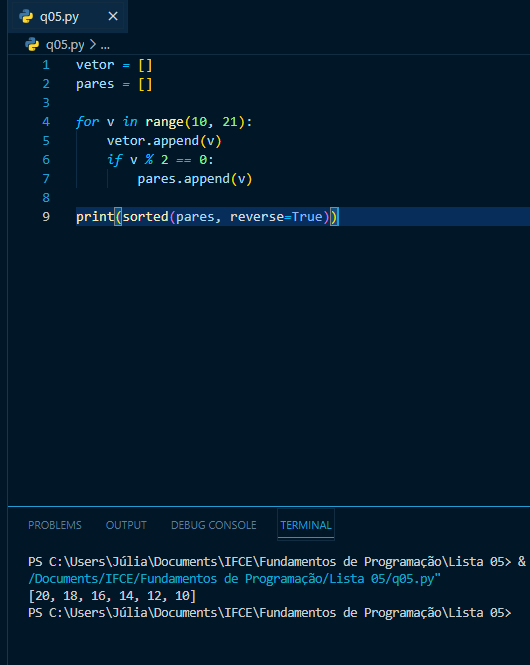 q05.py
q05.py > ...
1 vetor = []
2 pares = []
3
4 for v in range(10, 21):
5     vetor.append(v)
6     if v % 2 == 0:
7         pares.append(v)
8
9 print(sorted(pares, reverse=True))
PROBLEMS OUTPUT DEBUG CONSOLE TERMINAL
PS C:\Users\Júlia\Documents\IFCE\Fundamentos de Programação\Lista 05> &
/Documents/IFCE/Fundamentos de Programação/Lista 05/q05.py"
[20, 18, 16, 14, 12, 10]
PS C:\Users\Júlia\Documents\IFCE\Fundamentos de Programação\Lista 05>